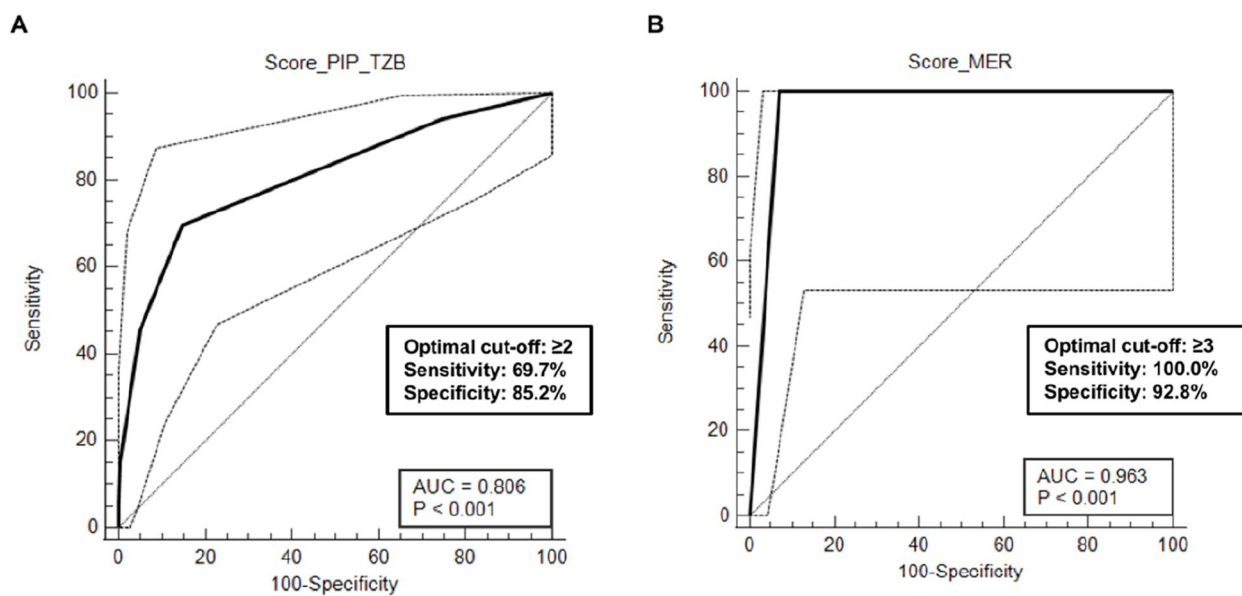 A
Score_PIP_TZB
100
80
60
40
20
0
Sensitivity
0 20 40 60 80 100
100-Specificity
Optimal cut-off: ≥2
Sensitivity: 69.7%
Specificity: 85.2%
AUC = 0.806
P < 0.001
B
Score_MER
100
80
60
40
20
0
Sensitivity
0 20 40 60 80 100
100-Specificity
Optimal cut-off: ≥3
Sensitivity: 100.0%
Specificity: 92.8%
AUC = 0.963
P < 0.001